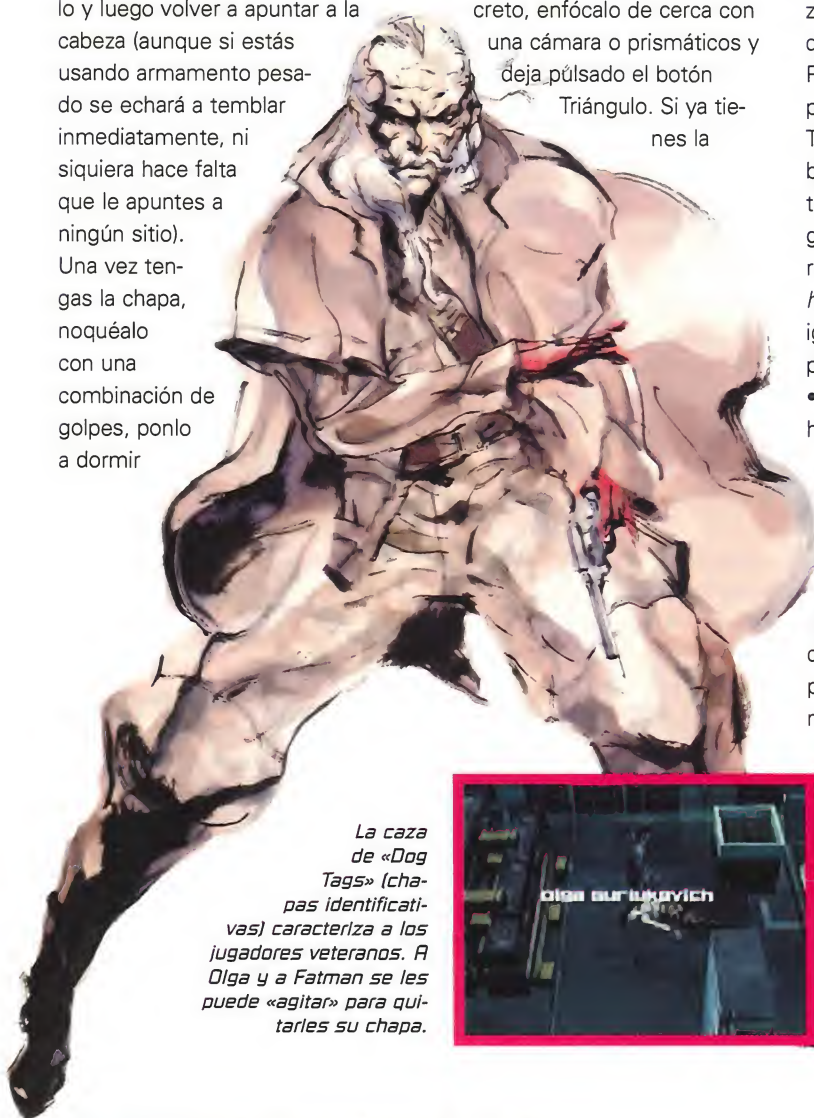 lo y luego volver a apuntar a la
cabeza (aunque si estás
usando armamento pesa-
do se echará a temblar
inmediatamente, ni
siquiera hace falta
que le apuntes a
ningún sitio).
Una vez ten-
gas la chapa,
noquéalo
con una
combinación de
golpes, ponlo
a dormir
creto, enfócalo de cerca con
una cámara o prismáticos y
deja pulsado el botón
Triángulo. Si ya tie-
nes la
La caza
de «Dog
Tags» (cha-
pas identificati-
vas) caracteriza a los
jugadores veteranos. A
Olga y a Fatman se les
puede «agitar» para qui-
tarles su chapa.
olga gurlukovich